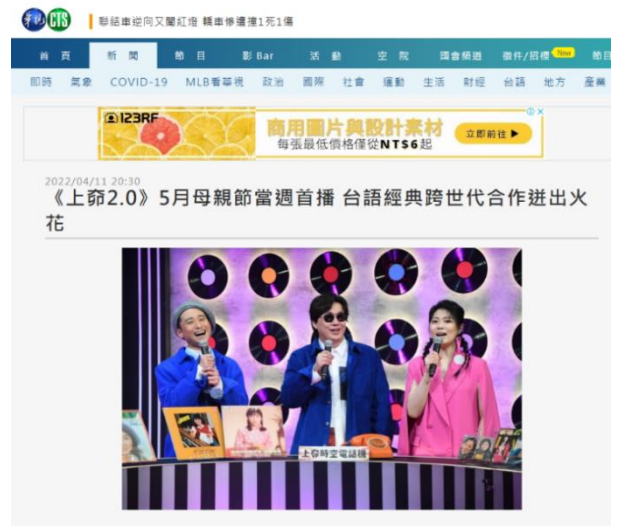 華視 CTS
聯結車逆向又闖紅燈 轎車慘遭撞1死1傷
首 頁 新 聞 節 目 影 Bar 活 動 空 院 國會頻道 徵件/招標 New 節目
即時 氣象 COVID-19 MLB看華視 政治 國際 社會 運動 生活 財經 台語 地方 產業
123RF
商用圖片與設計素材
每張最低價格僅從NT$6起
立即前往
2022/04/11 20:30
《上奅2.0》5月母親節當週首播 台語經典跨世代合作迸出火
花
上奅時空電話機